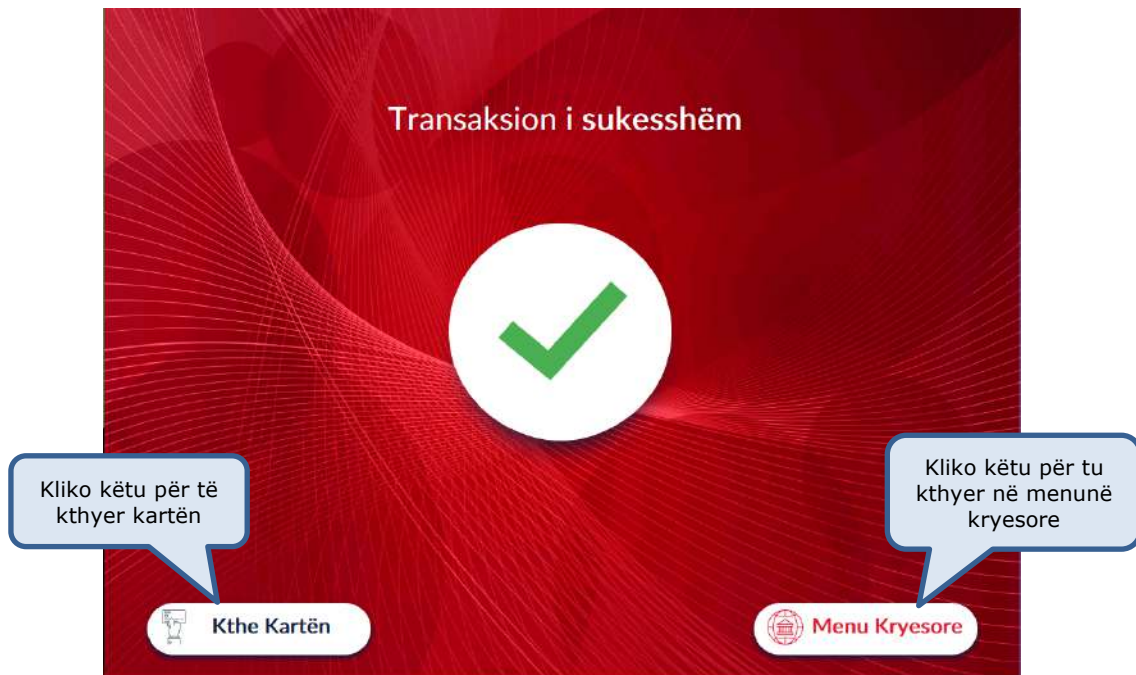 Transaksion i sukesshëm
Kliko këtu për të
kthyer kartën
Kliko këtu për tu
kthyer në menunë
kryesore
Kthe Kartën
Menu Kryesore